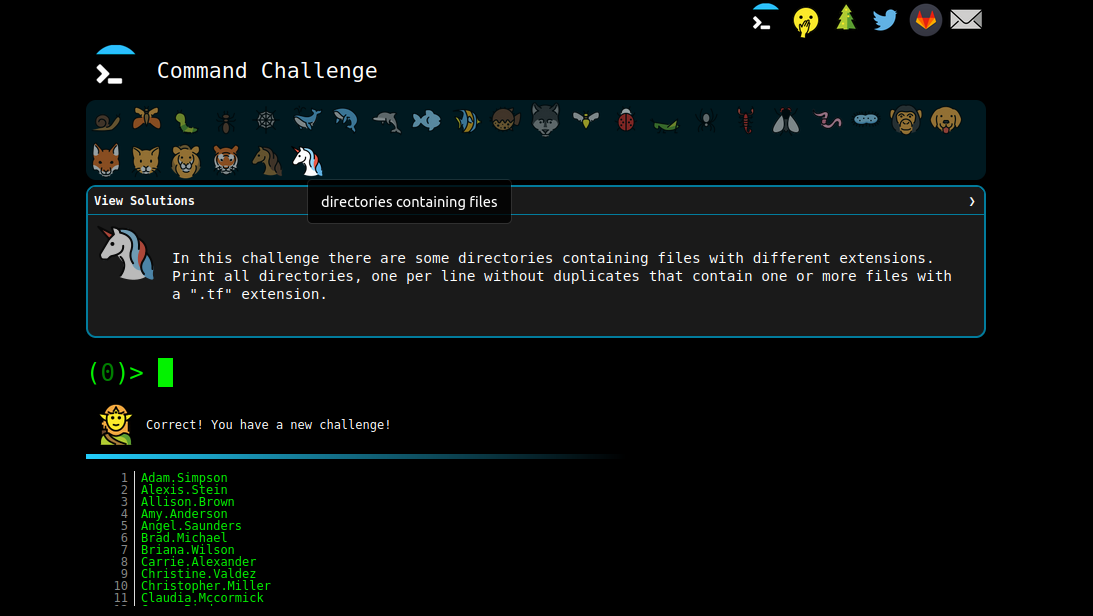 Command Challenge
View Solutions
directories containing files
In this challenge there are some directories containing files with different extensions.
Print all directories, one per line without duplicates that contain one or more files with
a ".tf" extension.
(0)>
Correct! You have a new challenge!
1 Adam.Simpson
2 Alexis.Stein
3 Allison.Brown
4 Amy.Anderson
5 Angel.Saunders
6 Brad.Michael
7 Briana.Wilson
8 Carrie.Alexander
9 Christine.Valdez
10 Christopher.Miller
11 Claudia.Mccormick